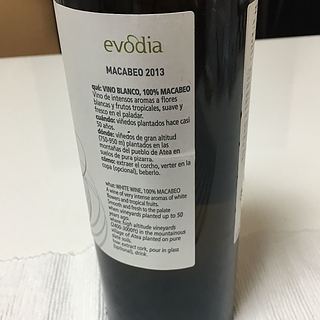 evodia
MACABEO 2013
qué: VINO BLANCO, 100% MACABEO
Vino de intensos aromas a flores
blancas y frutos tropicales, suave y
fresco en el paladar.
cuándo: viñedos plantados hace casi
50 años.
dónde: viñedos de gran altitud
(750-950 m) plantados en las
montañas del pueblo de Atea en
suelos de pura pizarra.
cómo: extraer el corcho, verter en la
copa (opcional), beberlo.
what: WHITE WINE, 100% MACABEO
A wine of very intense aromas of white
flowers and tropical fruits.
Smooth and fresh to the palate
when: vineyards planted up to 50
years ago.
where: high altitude vineyards
in the mountainous
village of Atea planted on pure
slate soils.
how: extract cork, pour in glass
(optional), drink.